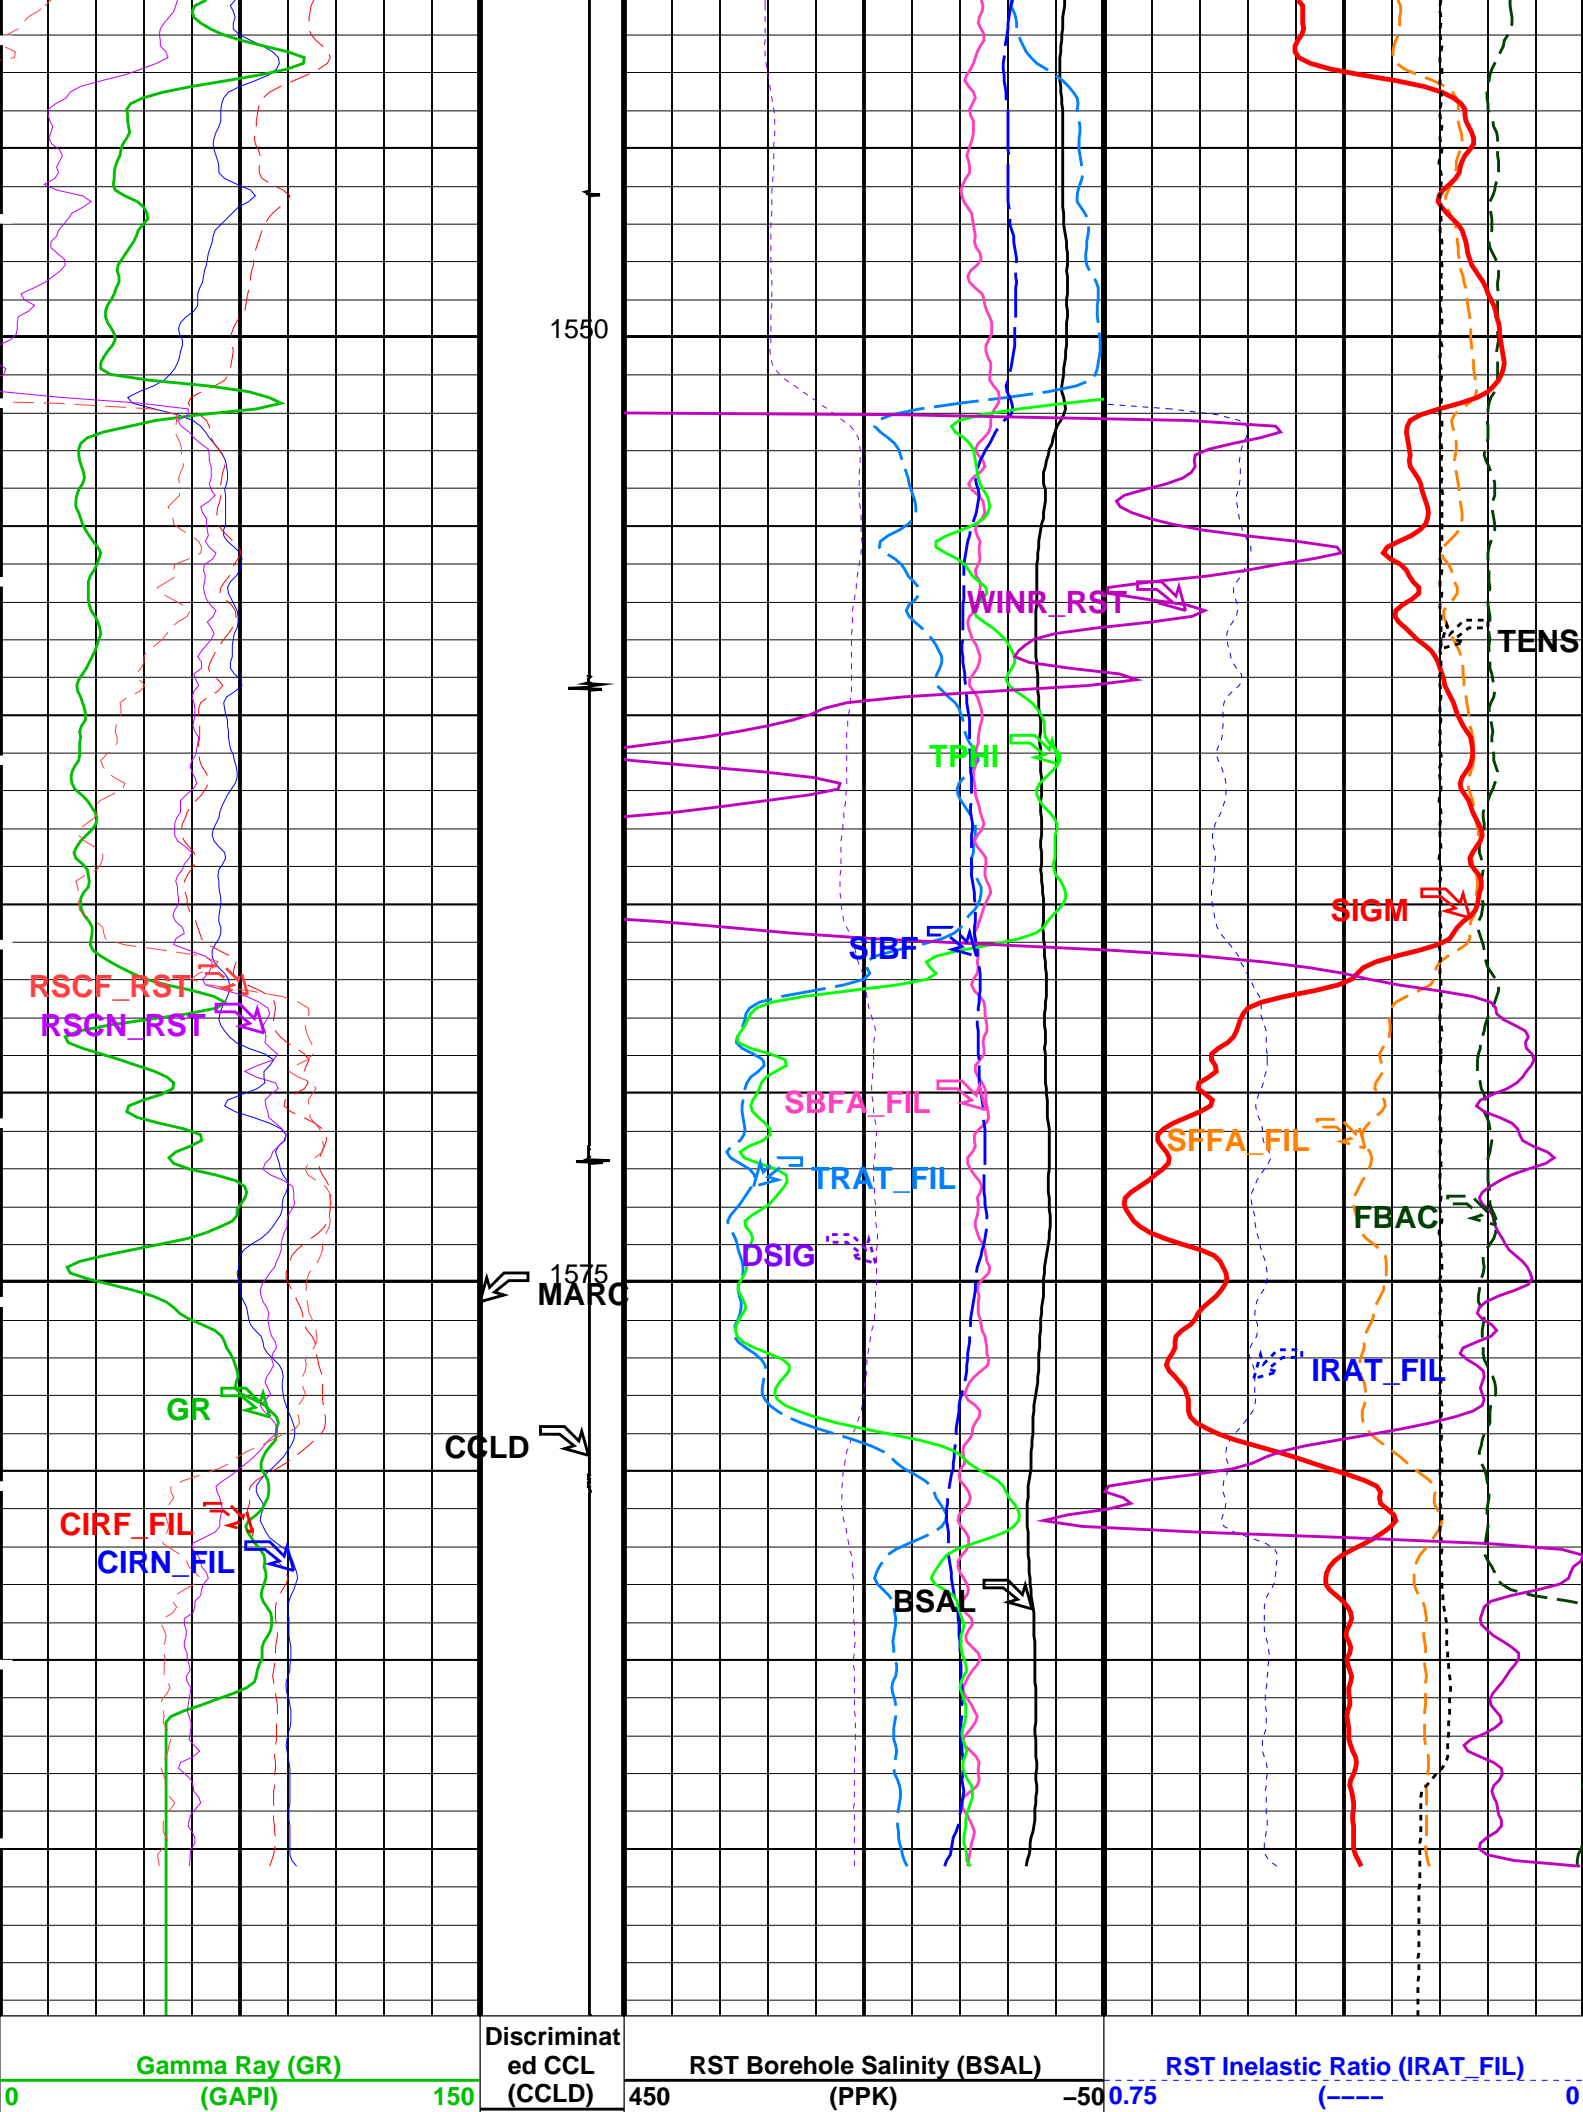 1550
WINR_RST
TENS
TPHI
SIGM
SIBF
RSCF_RST
RSCN_RST
SBFA_FIL
SFFA_FIL
TRAT_FIL
FBAC
DSIG
1575
MARC
IRAT_FIL
GR
CCLD
CIRF_FIL
CIRN_FIL
BSAL
Discriminat
ed CCL
(CCLD)
Gamma Ray (GR)
0 (GAPI) 150
RST Borehole Salinity (BSAL)
450 (PPK) −50
RST Inelastic Ratio (IRAT_FIL)
0.75 (−−−− 0